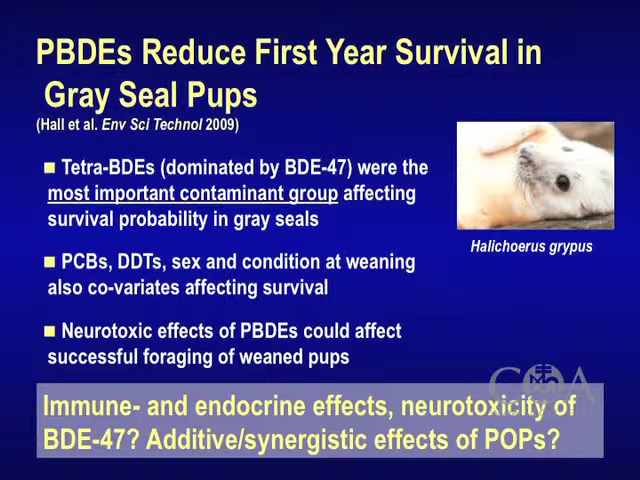 PBDEs Reduce First Year Survival in
Gray Seal Pups
(Hall et al. Env Sci Technol 2009)
Tetra-BDEs (dominated by BDE-47) were the
most important contaminant group affecting
survival probability in gray seals
Halichoerus grypus
PCBs, DDTs, sex and condition at weaning
also co-variates affecting survival
Neurotoxic effects of PBDEs could affect
successful foraging of weaned pups
Immune- and endocrine effects, neurotoxicity of
BDE-47? Additive/synergistic effects of POPs?